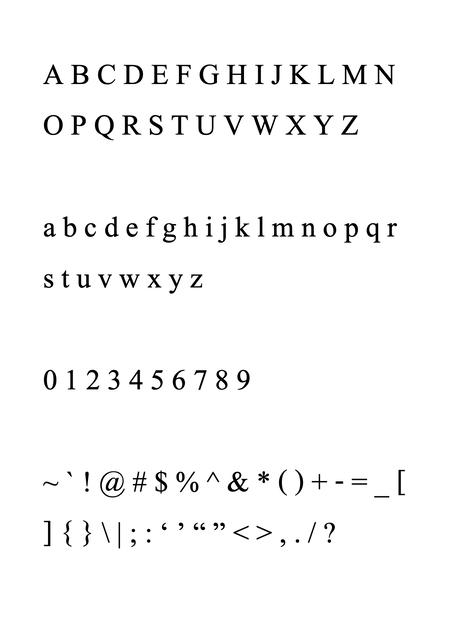 A B C D E F G H I J K L M N
O P Q R S T U V W X Y Z
a b c d e f g h i j k l m n o p q r
s t u v w x y z
0 1 2 3 4 5 6 7 8 9
~ ` ! @ # $ % ^ & * ( ) + - = _ [
] { } \ | ; : ‘ ’ “ ” < > , . / ?